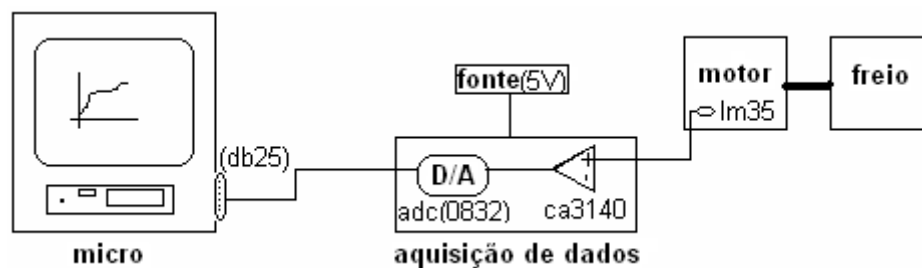 fonte(5V)
motor
lm35
freio
(db25)
D/A
+
-
adc(0832)
ca3140
micro
aquisição de dados